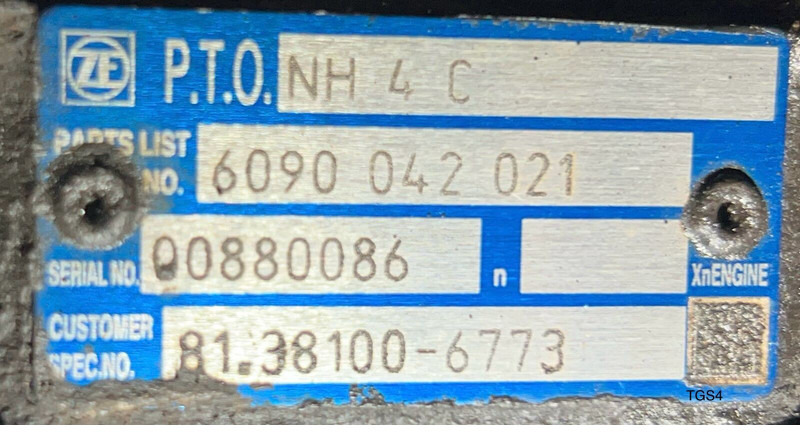 ZF P.T.O. NH 4 C
PARTS LIST
NO. 6090 042 021
SERIAL NO. 00880086 n XnENGINE
CUSTOMER
SPEC.NO. 81.38100-6773
TGS4